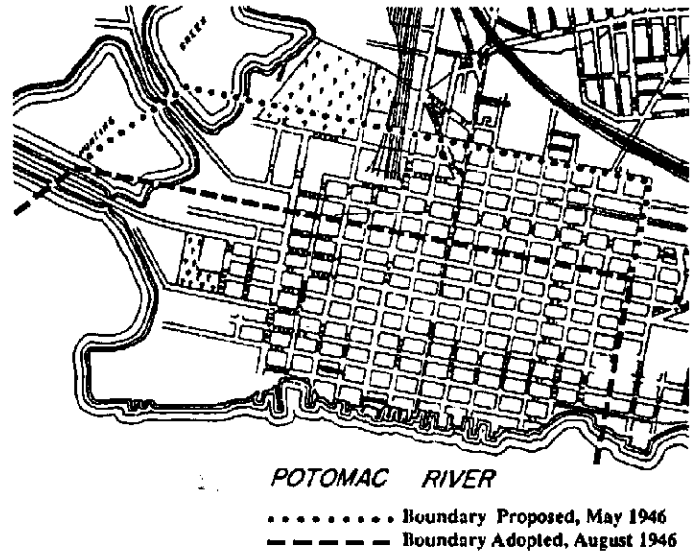 POTOMAC RIVER
Boundary Proposed, May 1946
Boundary Adopted, August 1946